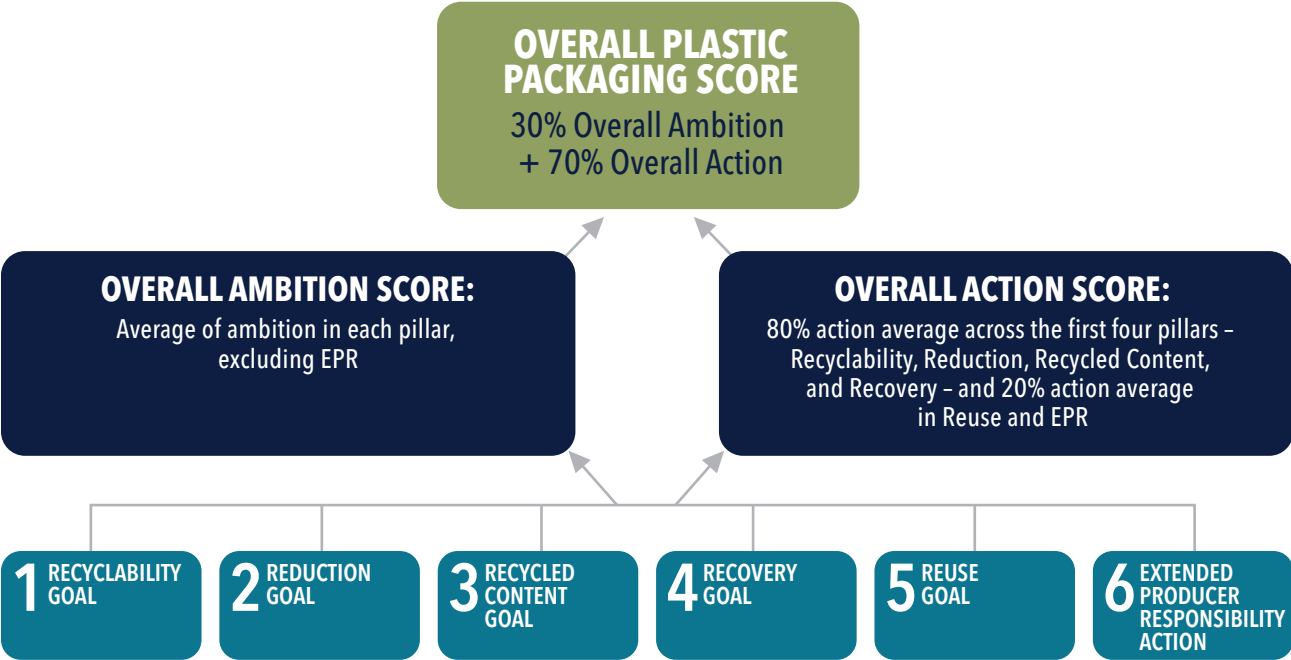 OVERALL PLASTIC
PACKAGING SCORE
30% Overall Ambition
+ 70% Overall Action
OVERALL AMBITION SCORE:
Average of ambition in each pillar,
excluding EPR
OVERALL ACTION SCORE:
80% action average across the first four pillars –
Recyclability, Reduction, Recycled Content,
and Recovery – and 20% action average
in Reuse and EPR
1 RECYCLABILITY
GOAL
2 REDUCTION
GOAL
3 RECYCLED
CONTENT
GOAL
4 RECOVERY
GOAL
5 REUSE
GOAL
6 EXTENDED
PRODUCER
RESPONSIBILITY
ACTION